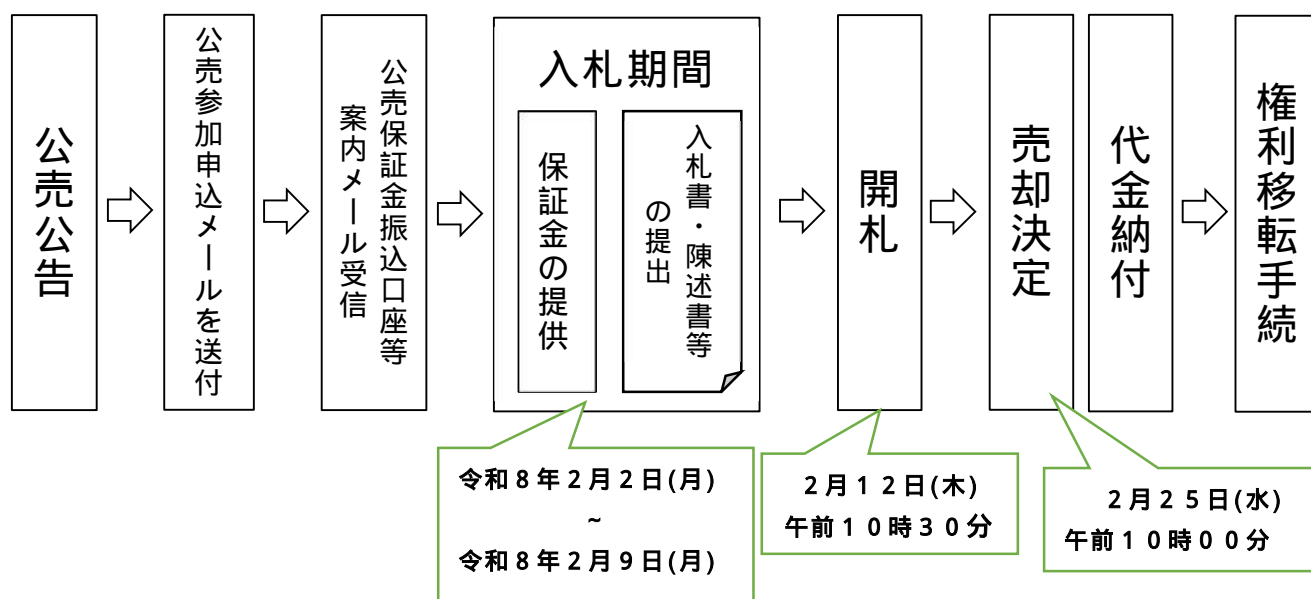 公売公告
公売参加申込メールを送付
公売保証金振込口座等
案内メール受信
入札期間
保証金の提供
入札書・陳述書等
の提出
開札
売却決定
代金納付
権利移転手続
令和８年２月２日(月)
~
令和８年２月９日(月)
２月１２日(木)
午前１０時３０分
２月２５日(水)
午前１０時００分